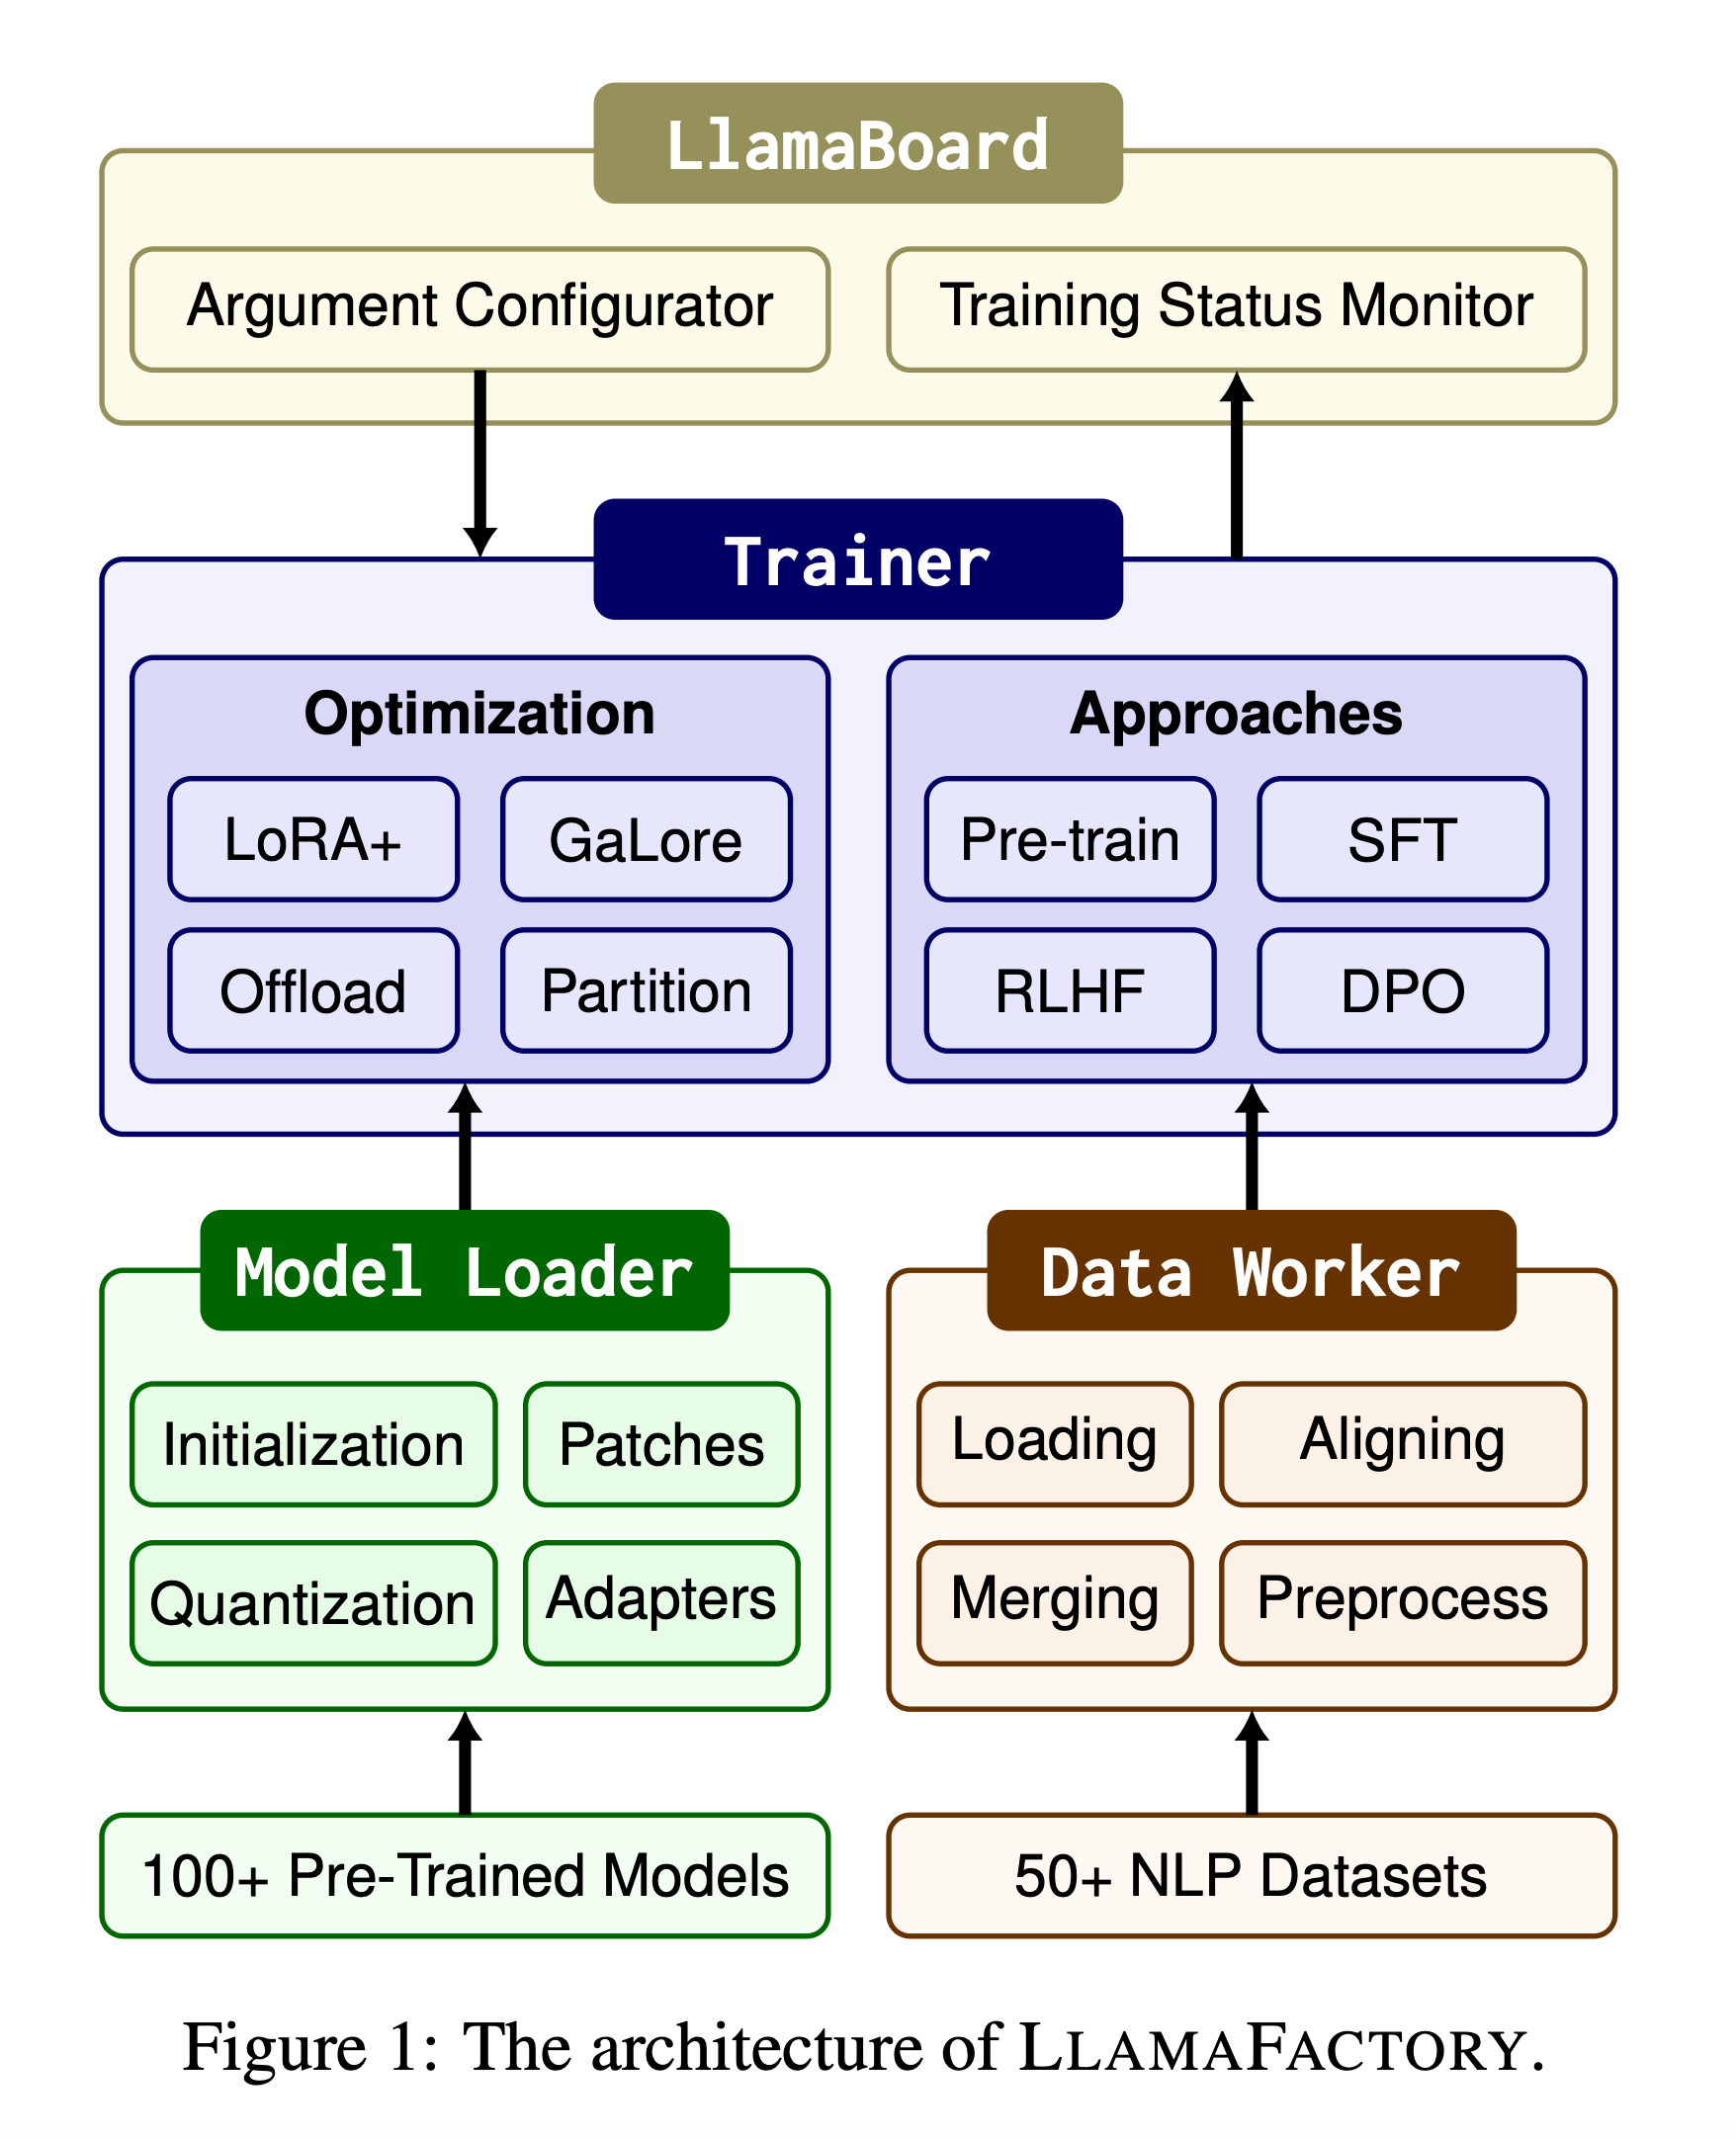 LlamaBoard
Argument Configurator
Training Status Monitor
Trainer
Optimization
LoRA+
GaLore
Offload
Partition
Approaches
Pre-train
SFT
RLHF
DPO
Model Loader
Initialization
Patches
Quantization
Adapters
Data Worker
Loading
Aligning
Merging
Preprocess
100+ Pre-Trained Models
50+ NLP Datasets
Figure 1: The architecture of LLAMAFACTORY.